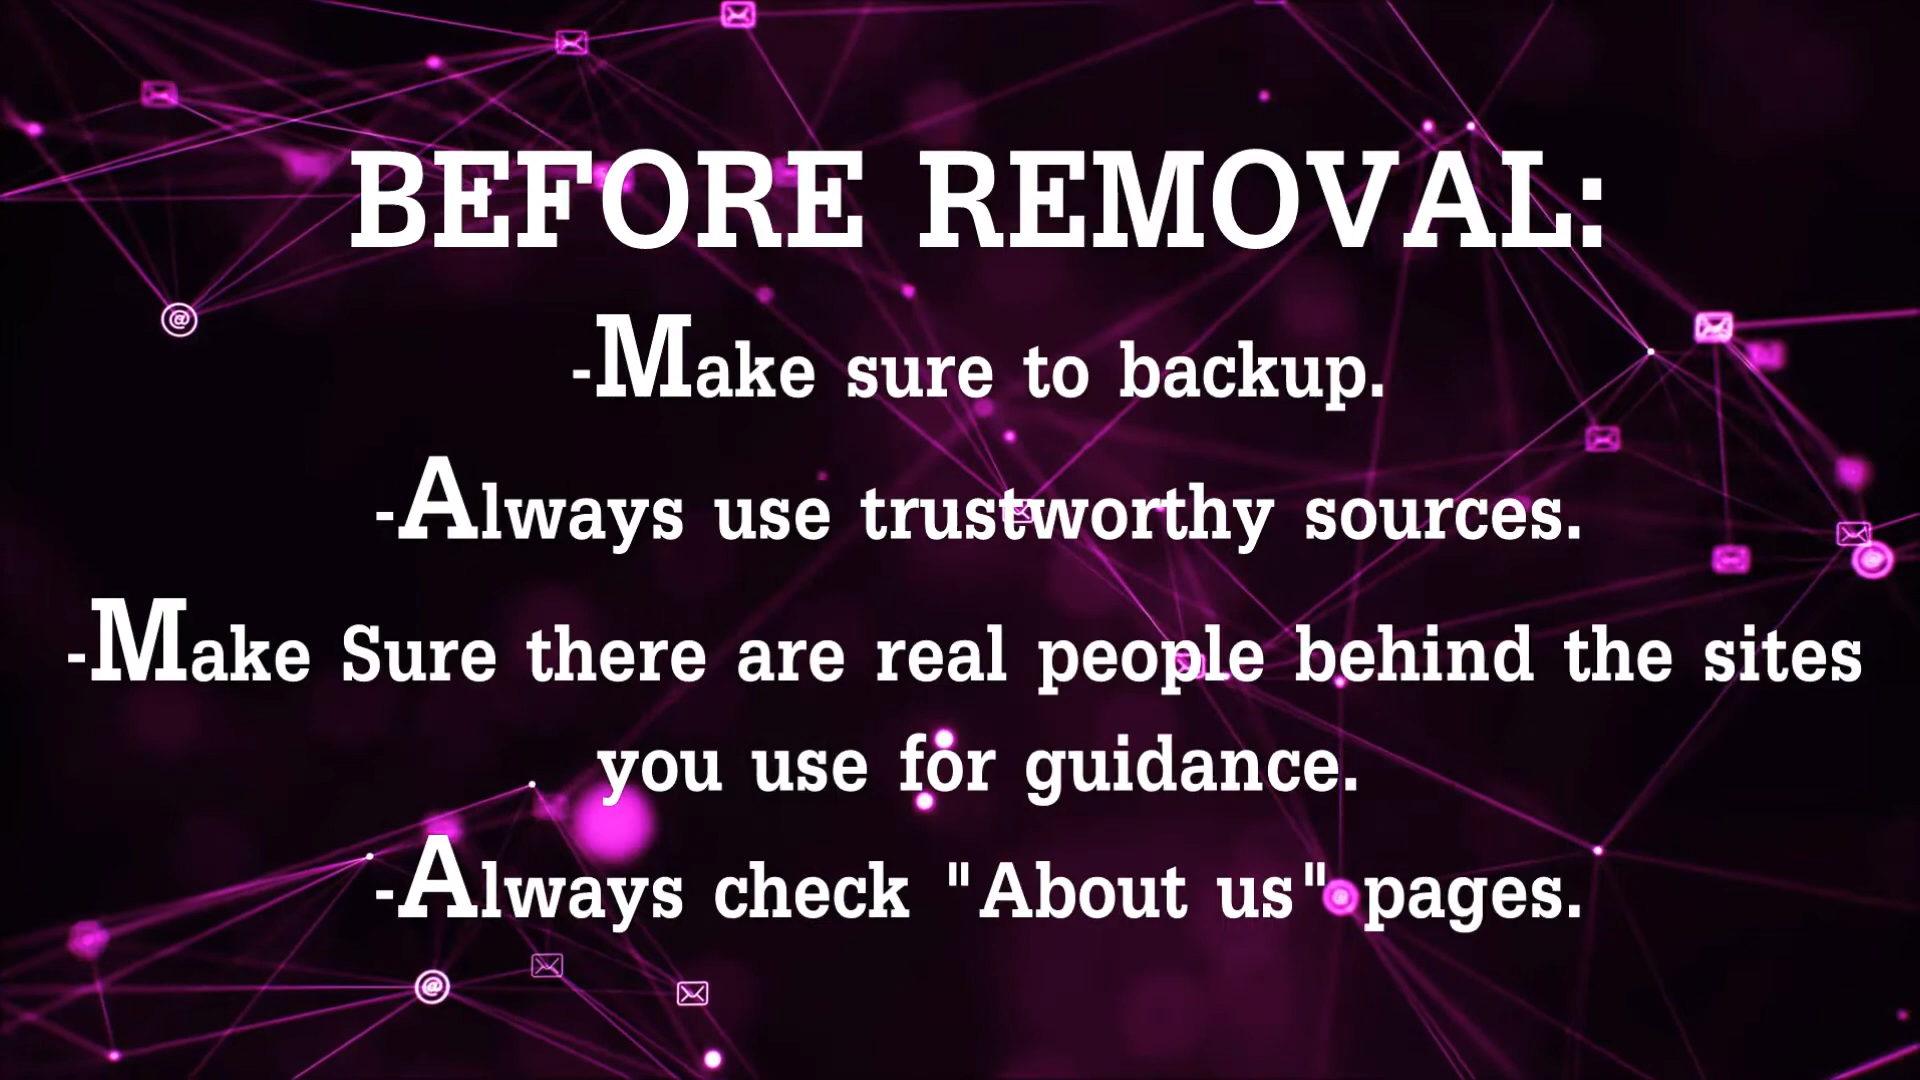 BEFORE REMOVAL:
-Make sure to backup.
-Always use trustworthy sources.
-Make Sure there are real people behind the sites
you use for guidance.
-Always check "About us" pages.